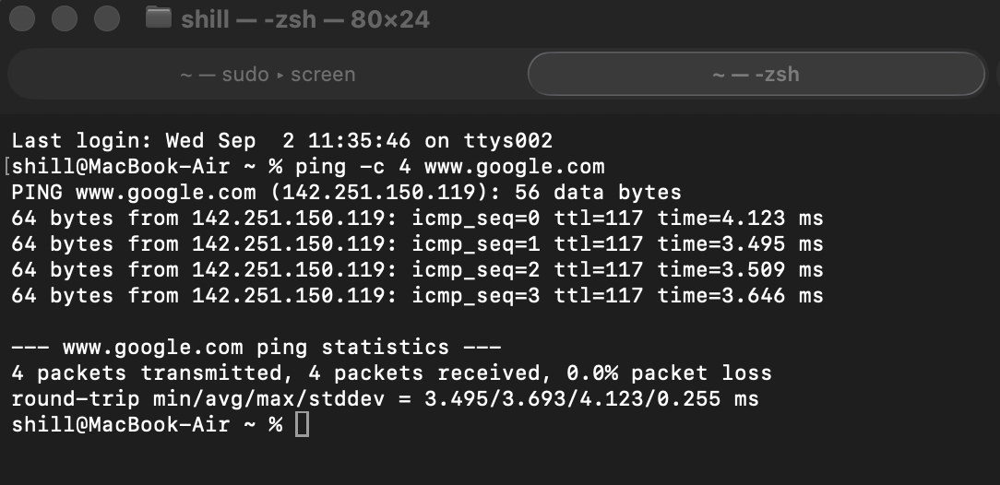 shill — -zsh — 80×24
~ — sudo ▸ screen
~ — -zsh
Last login: Wed Sep  2 11:35:46 on ttys002
[shill@MacBook-Air ~ % ping -c 4 www.google.com
PING www.google.com (142.251.150.119): 56 data bytes
64 bytes from 142.251.150.119: icmp_seq=0 ttl=117 time=4.123 ms
64 bytes from 142.251.150.119: icmp_seq=1 ttl=117 time=3.495 ms
64 bytes from 142.251.150.119: icmp_seq=2 ttl=117 time=3.509 ms
64 bytes from 142.251.150.119: icmp_seq=3 ttl=117 time=3.646 ms

--- www.google.com ping statistics ---
4 packets transmitted, 4 packets received, 0.0% packet loss
round-trip min/avg/max/stddev = 3.495/3.693/4.123/0.255 ms
shill@MacBook-Air ~ %